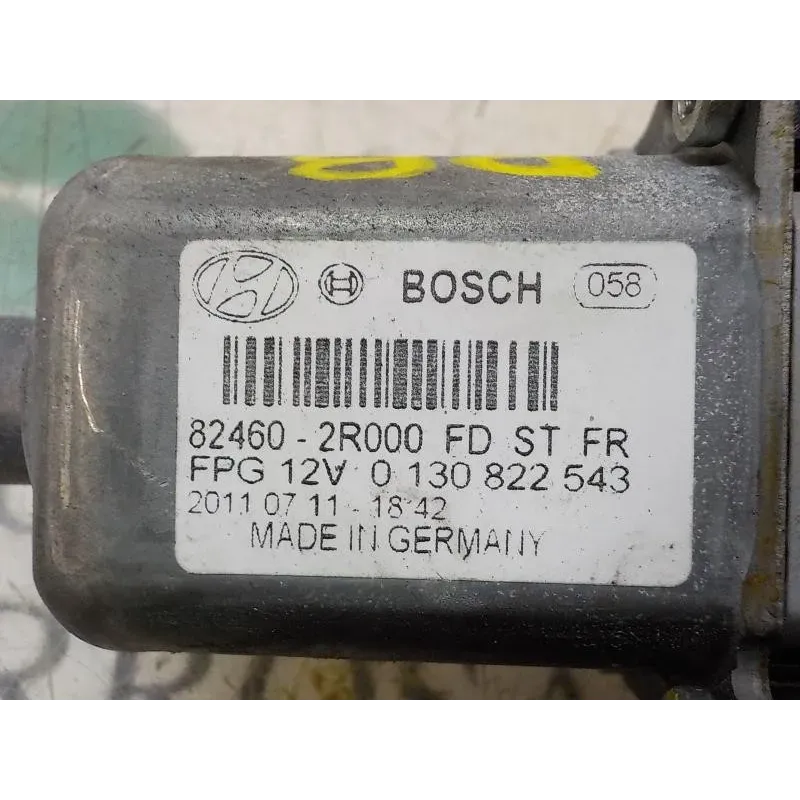 BOSCH 058
82460-2R000 FD ST FR
FPG 12V 0 130 822 543
2011 07 11 - 18:42
MADE IN GERMANY